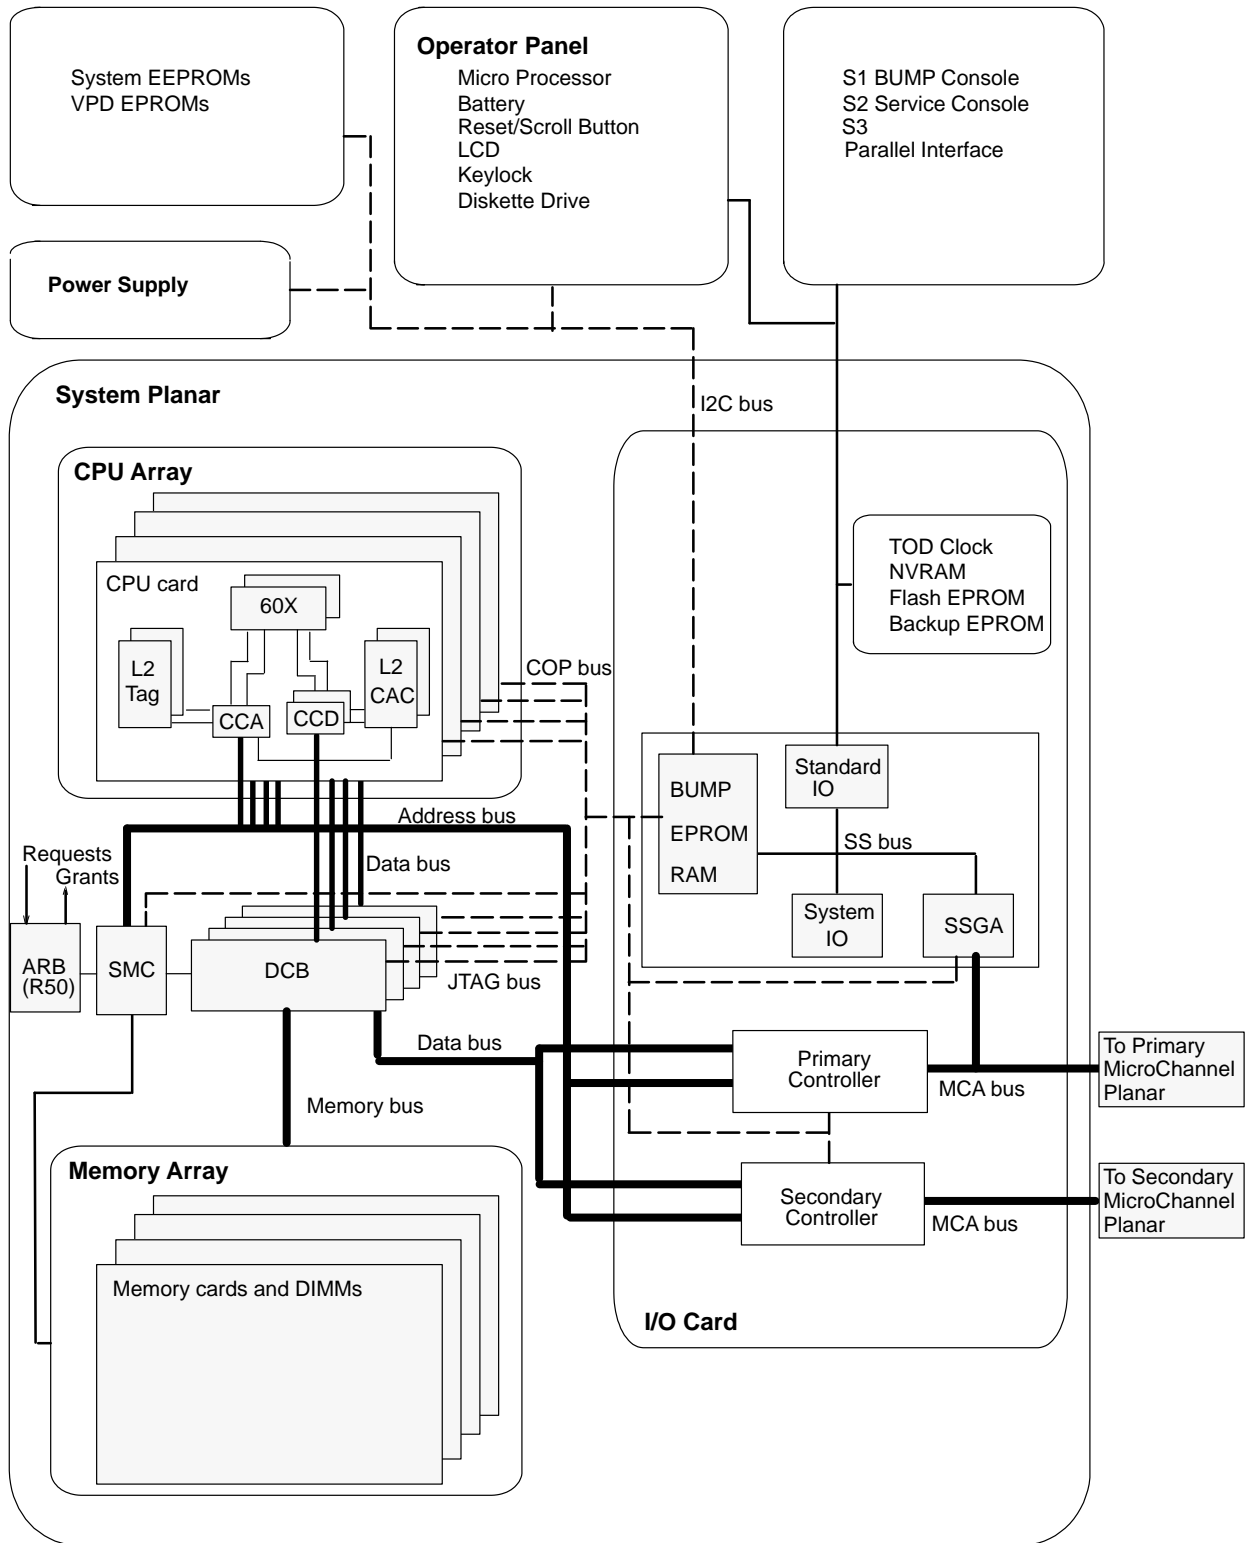 System EEPROMs
VPD EPROMs
Operator Panel
Micro Processor
Battery
Reset/Scroll Button
LCD
Keylock
Diskette Drive
S1 BUMP Console
S2 Service Console
S3
Parallel Interface
Power Supply
System Planar
I2C bus
CPU Array
CPU card
60X
L2
Tag
L2
CAC
CCA
CCD
COP bus
TOD Clock
NVRAM
Flash EPROM
Backup EPROM
BUMP
EPROM
RAM
Standard
IO
SS bus
System
IO
SSGA
Address bus
Requests
Grants
Data bus
ARB
(R50)
SMC
DCB
JTAG bus
Data bus
Memory bus
Primary
Controller
MCA bus
To Primary
MicroChannel
Planar
Secondary
Controller
MCA bus
To Secondary
MicroChannel
Planar
Memory Array
Memory cards and DIMMs
I/O Card